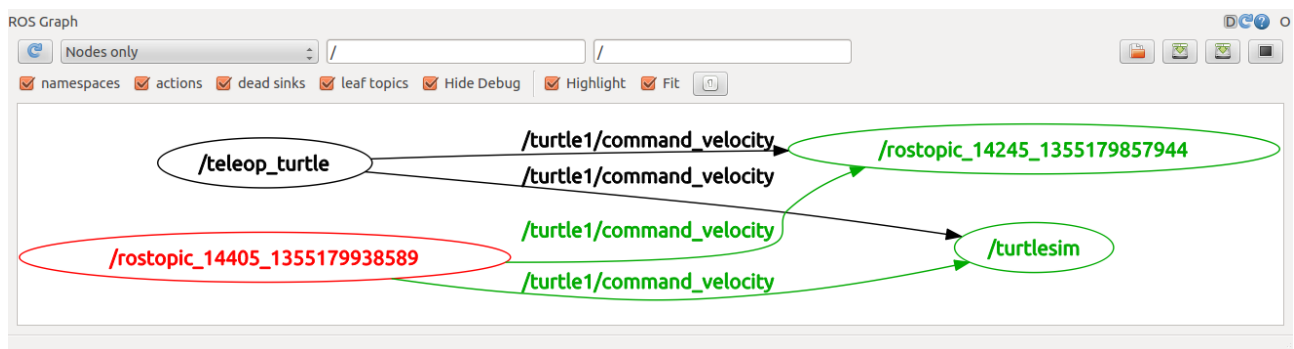 ROS Graph
D O
Nodes only / /
namespaces actions dead sinks leaf topics Hide Debug Highlight Fit
/turtle1/command_velocity
/teleop_turtle
/rostopic_14245_1355179857944
/turtle1/command_velocity
/turtle1/command_velocity
/rostopic_14405_1355179938589
/turtlesim
/turtle1/command_velocity